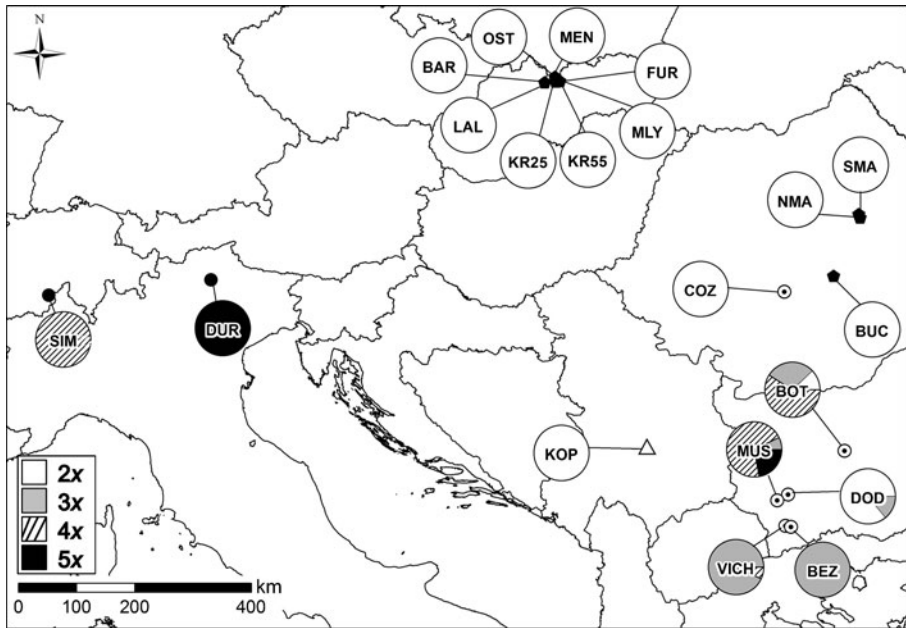 N
OST
MEN
BAR
FUR
LAL
MLY
KR25
KR55
SMA
NMA
COZ
BUC
SIM
DUR
BOT
MUS
KOP
DOD
VICH
BEZ
2x
3x
4x
5x
km
0 100 200 400